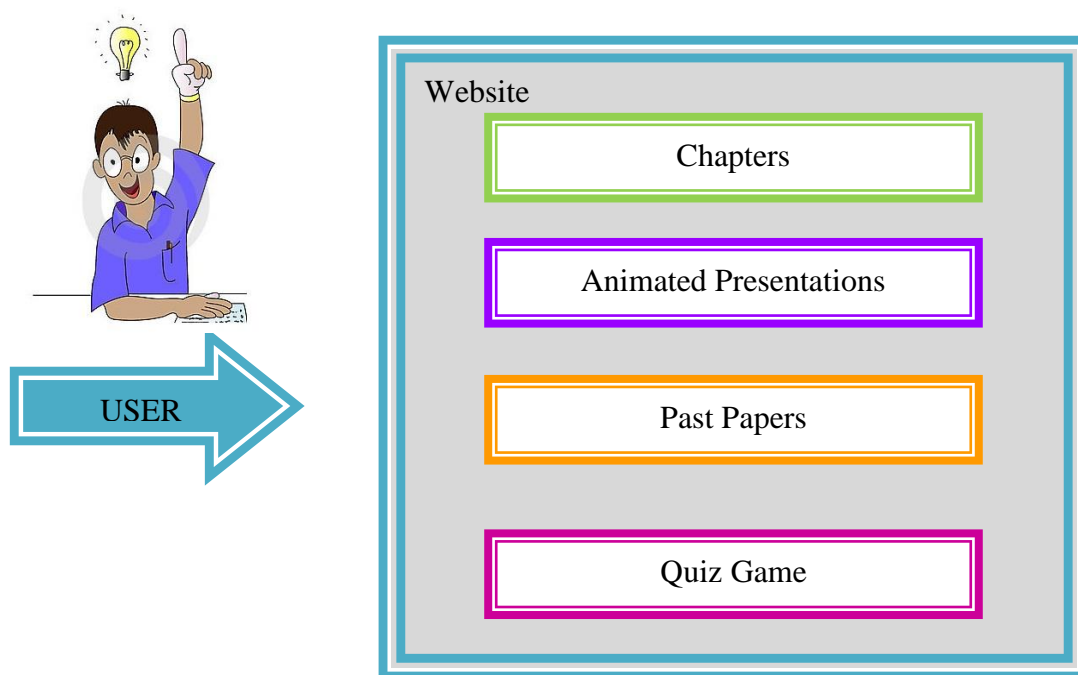 Website
Chapters
Animated Presentations
USER
Past Papers
Quiz Game